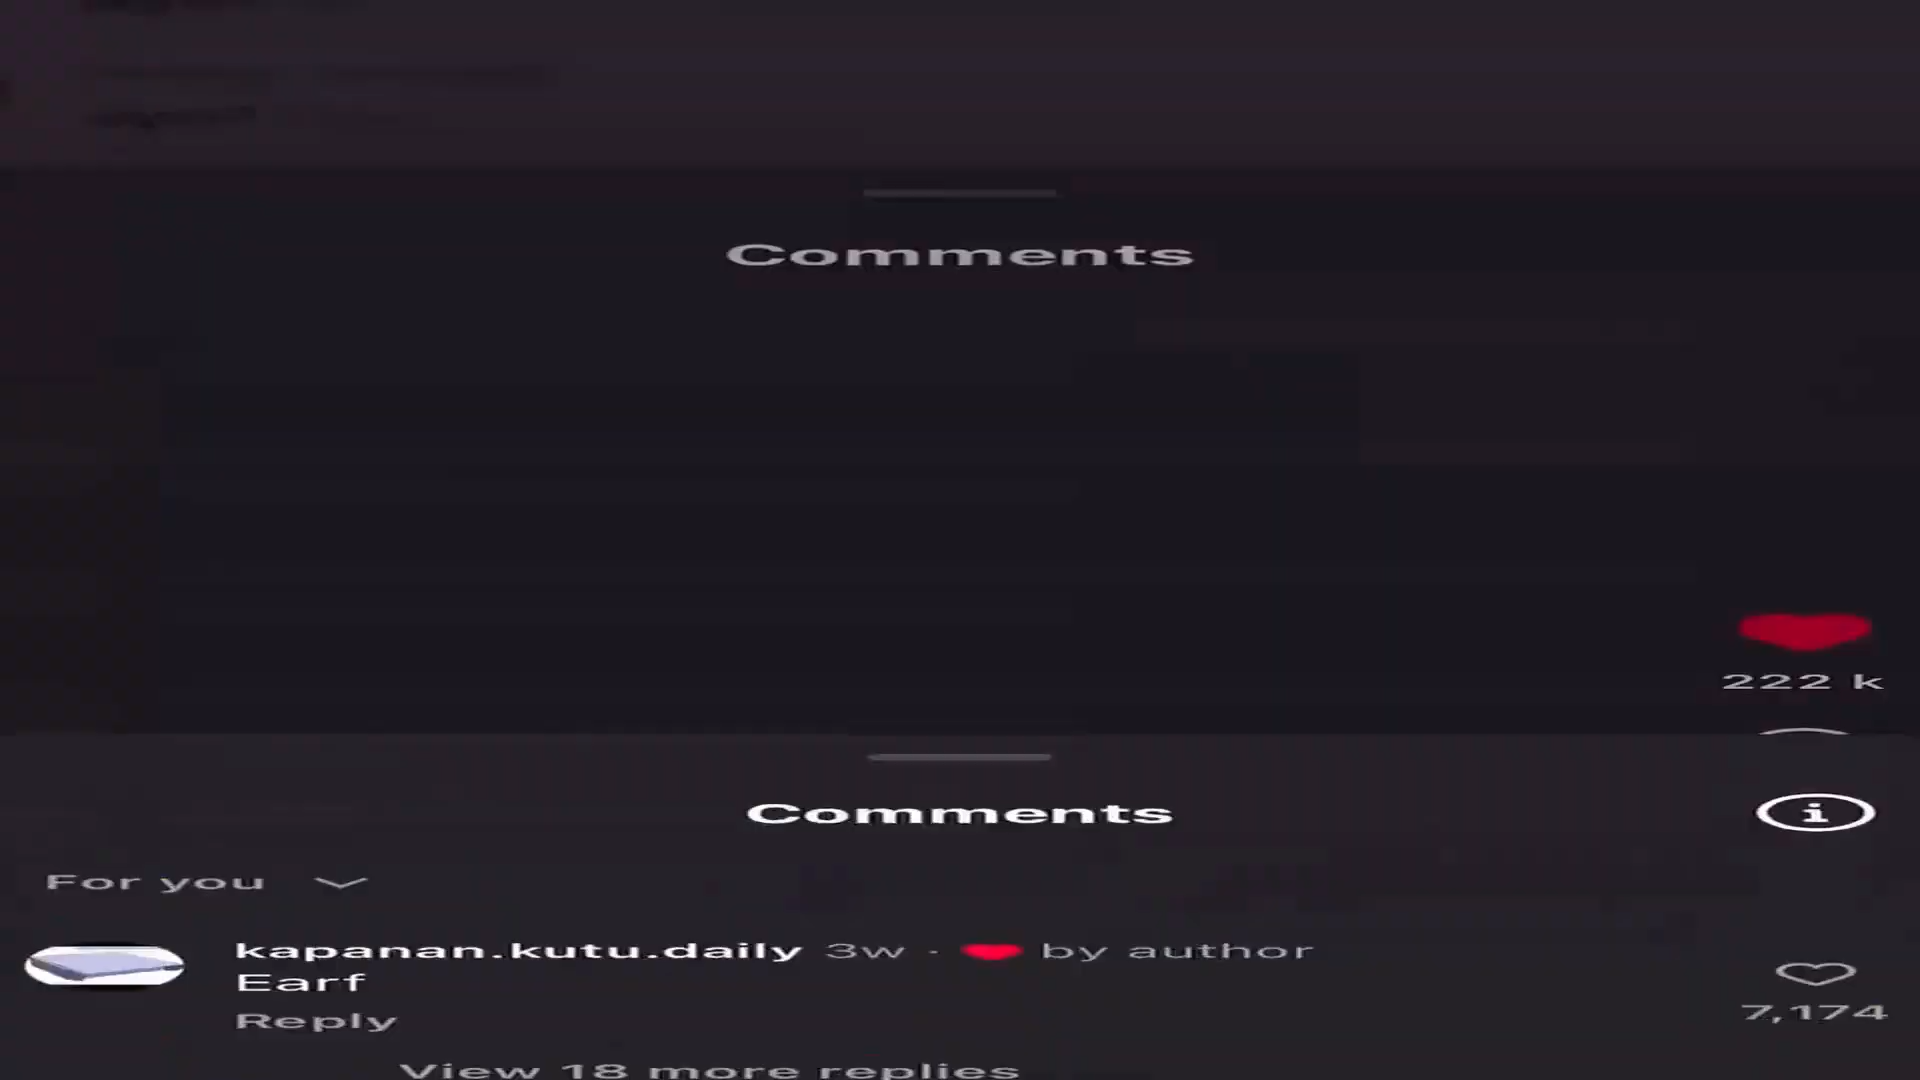 Comments
222 k
Comments
For you
kapanan.kutu.daily 3w · ❤️ by author
Earf
7,174
Reply
View 18 more replies